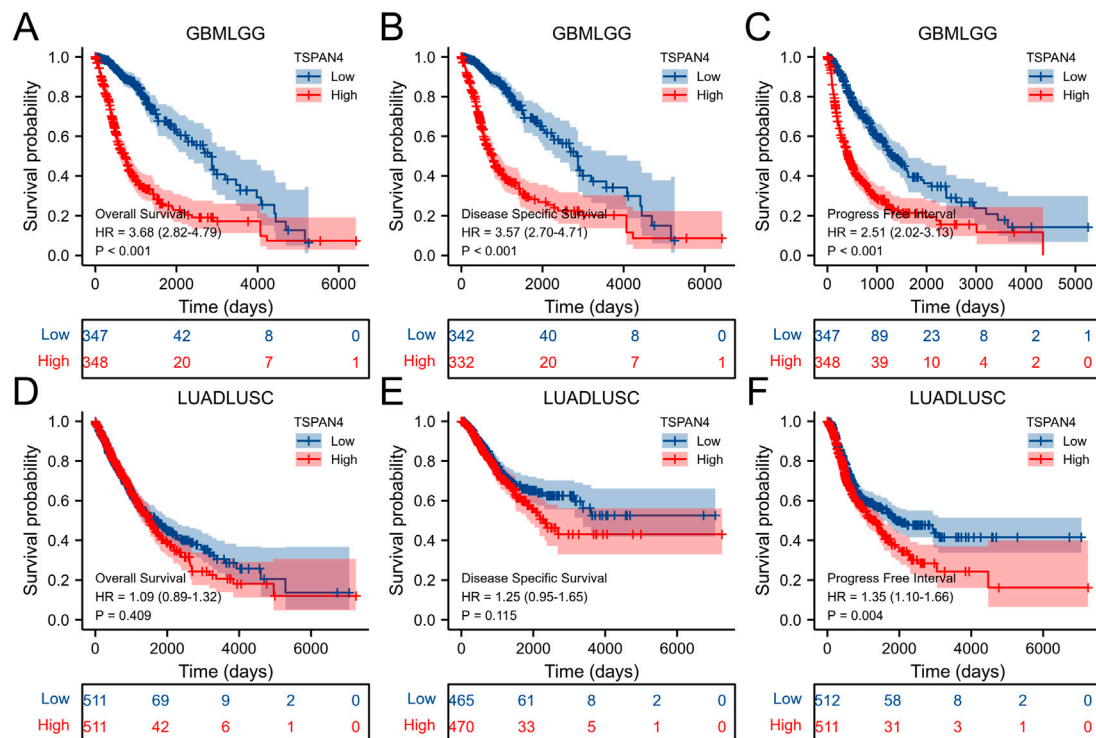 A
GBMLGG
TSPAN4
Low
High
Survival probability
1.0
0.8
0.6
0.4
0.2
0.0
Overall Survival
HR = 3.68 (2.82-4.79)
P < 0.001
0 2000 4000 6000
Time (days)
Low 347 42 8 0
High 348 20 7 1
B
GBMLGG
TSPAN4
Low
High
Survival probability
1.0
0.8
0.6
0.4
0.2
0.0
Disease Specific Survival
HR = 3.57 (2.70-4.71)
P < 0.001
0 2000 4000 6000
Time (days)
Low 342 40 8 0
High 332 20 7 1
C
GBMLGG
TSPAN4
Low
High
Survival probability
1.0
0.8
0.6
0.4
0.2
0.0
Progress Free Interval
HR = 2.51 (2.02-3.13)
P < 0.001
0 1000 2000 3000 4000 5000
Time (days)
Low 347 89 23 8 2 1
High 348 39 10 4 2 0
D
LUADLUSC
TSPAN4
Low
High
Survival probability
1.0
0.8
0.6
0.4
0.2
0.0
Overall Survival
HR = 1.09 (0.89-1.32)
P = 0.409
0 2000 4000 6000
Time (days)
Low 511 69 9 2 0
High 511 42 6 1 0
E
LUADLUSC
TSPAN4
Low
High
Survival probability
1.0
0.8
0.6
0.4
0.2
0.0
Disease Specific Survival
HR = 1.25 (0.95-1.65)
P = 0.115
0 2000 4000 6000
Time (days)
Low 465 61 8 2 0
High 470 33 5 1 0
F
LUADLUSC
TSPAN4
Low
High
Survival probability
1.0
0.8
0.6
0.4
0.2
0.0
Progress Free Interval
HR = 1.35 (1.10-1.66)
P = 0.004
0 2000 4000 6000
Time (days)
Low 512 58 8 2 0
High 511 31 3 1 0